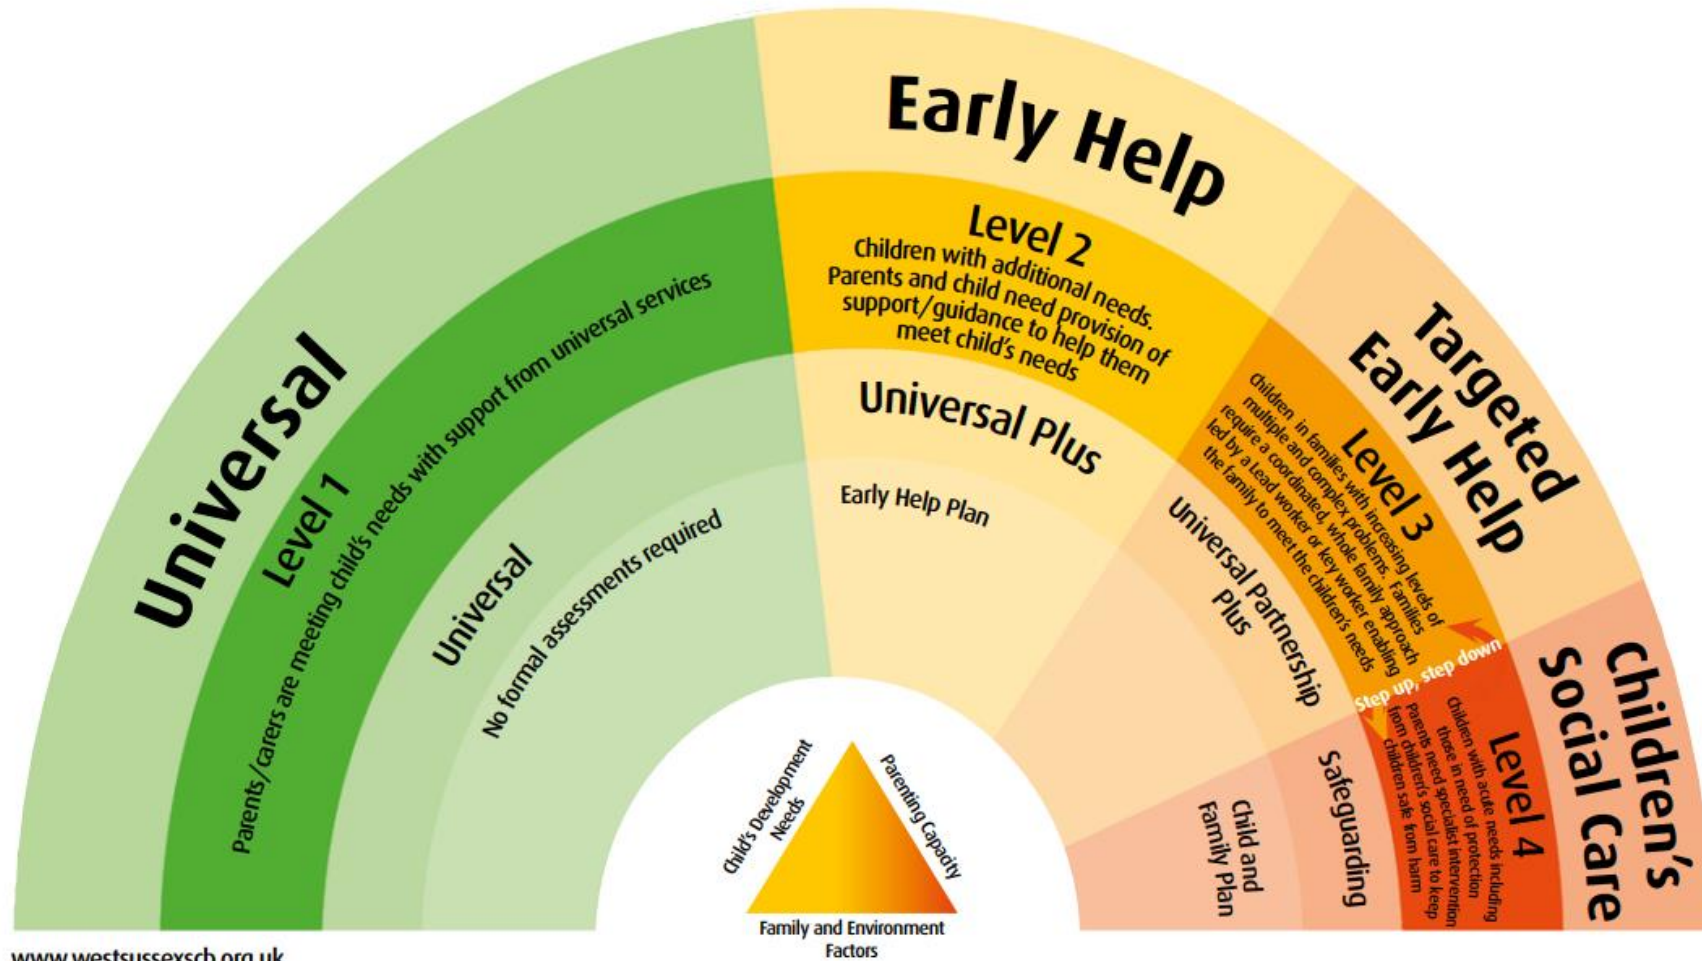 Universal
Level 1
Parents/carers are meeting child's needs with support from universal services
Universal
No formal assessments required
Early Help
Level 2
Children with additional needs.
Parents and child need provision of
support/guidance to help them
meet child's needs
Universal Plus
Early Help Plan
Targeted
Early Help
Level 3
Children in families with increasing levels of
multiple and complex problems. Families
require a coordinated, whole family approach
led by a Lead worker or key worker enabling
the family to meet the children's needs
Universal Partnership
Plus
Step up, step down
Children's
Social Care
Level 4
Children with acute needs including
those in need of protection
Parents need specialist intervention
from children's social care to keep
children safe from harm
Safeguarding
Child and
Family Plan
Child's Development
Needs
Parenting Capacity
Family and Environment
Factors
www.westsussexscb.org.uk